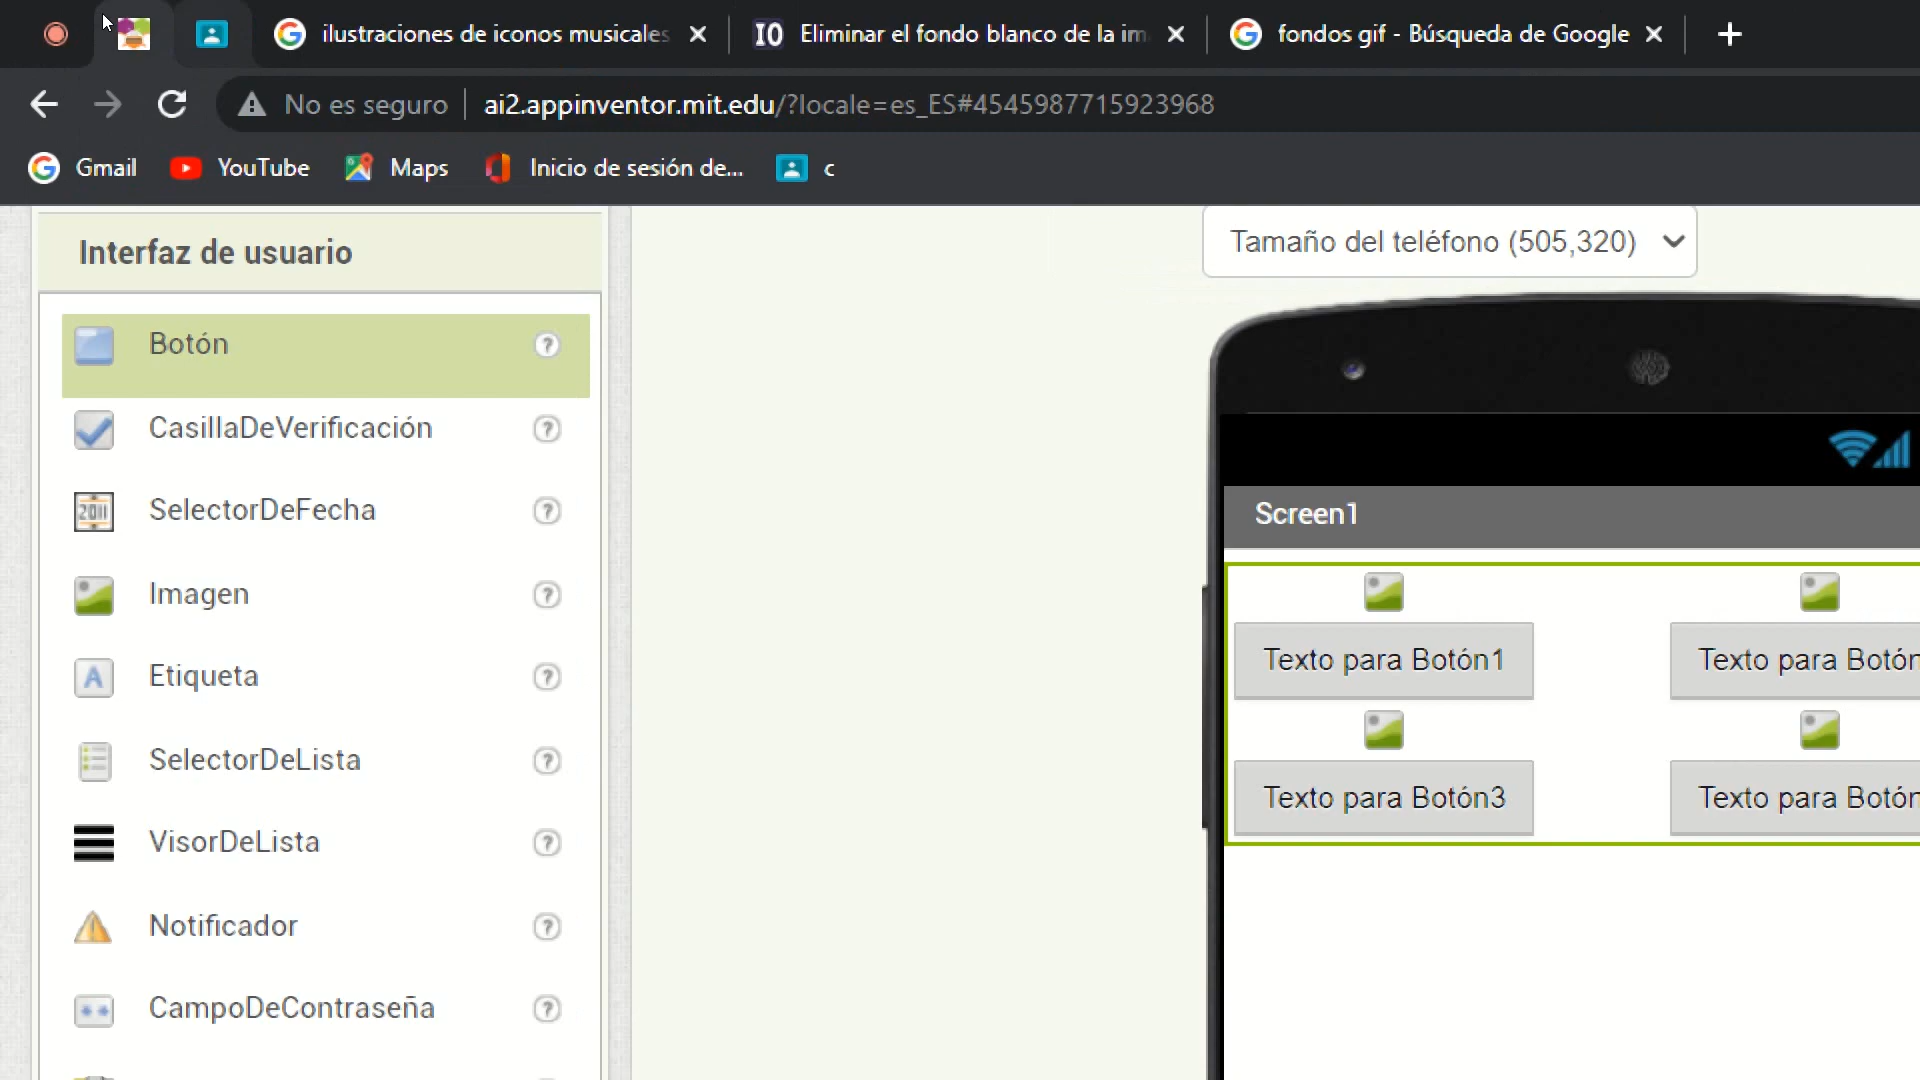 ilustraciones de iconos musicales
Eliminar el fondo blanco de la im
fondos gif - Búsqueda de Google
No es seguro
ai2.appinventor.mit.edu/?locale=es_ES#4545987715923968
Gmail
YouTube
Maps
Inicio de sesión de...
c
Interfaz de usuario
Tamaño del teléfono (505,320)
Botón
CasillaDeVerificación
SelectorDeFecha
Imagen
Etiqueta
SelectorDeLista
VisorDeLista
Notificador
CampoDeContraseña
Screen1
Texto para Botón1
Texto para Botón
Texto para Botón3
Texto para Botón